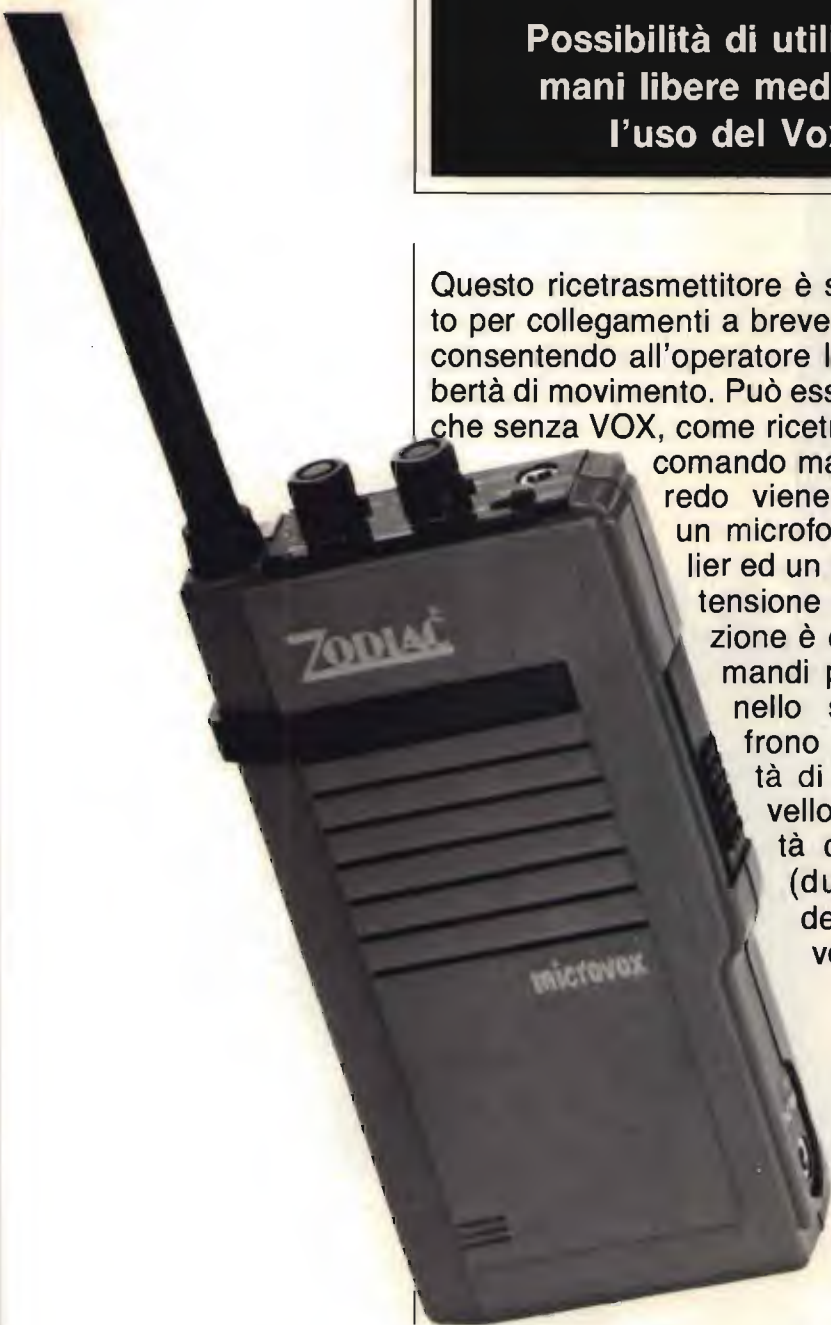 Possibilità di util
mani libere med
l'uso del Vo
Questo ricetrasmettitore è s
to per collegamenti a breve
consentendo all'operatore l
bertà di movimento. Può ess
che senza VOX, come ricetr
comando ma
redo viene
un microfo
lier ed un
tensione
zione è
mandi p
nello s
frono
tà di
vello
tà d
(du
de
v
ZODIAC
microvox